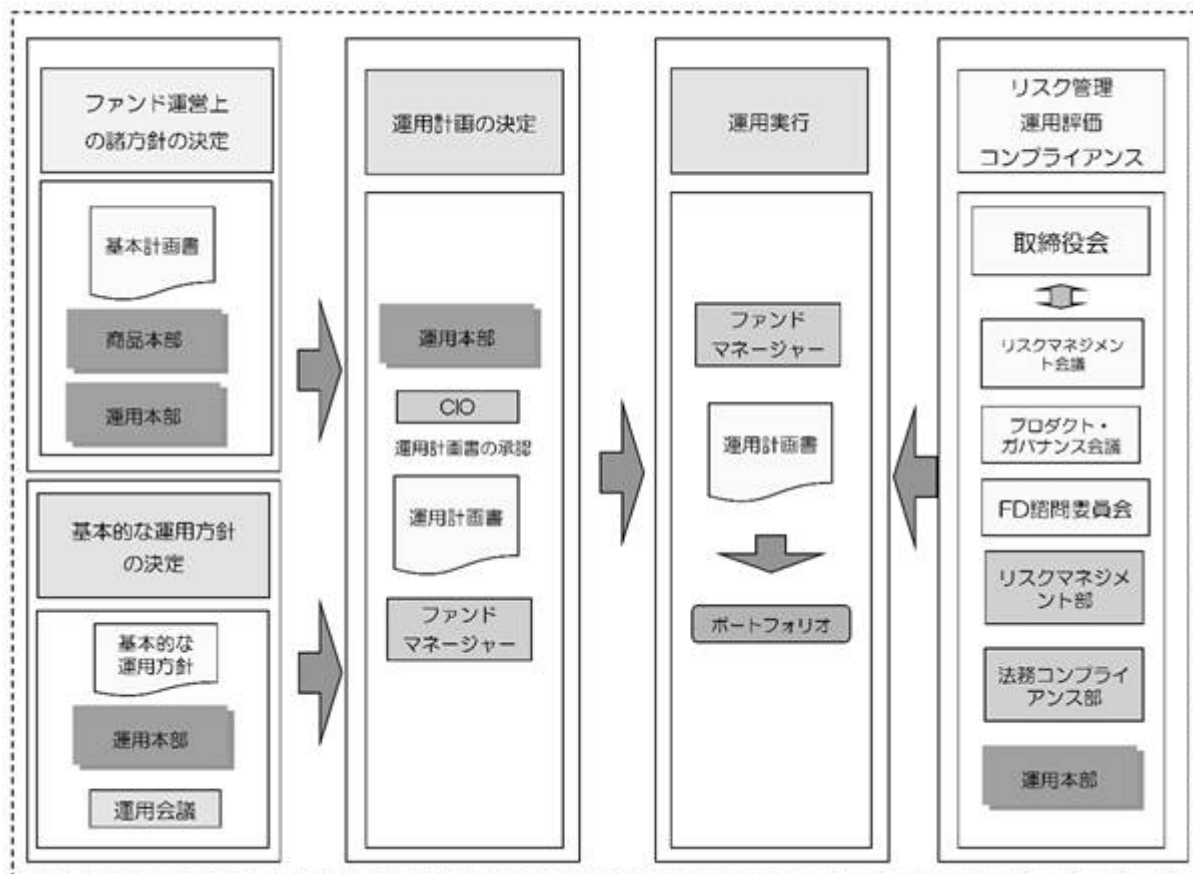 ファンド運営上
の諸方針の決定
基本計画書
商品本部
運用本部
基本的な運用方針
の決定
基本的な
運用方針
運用本部
運用会議
運用計画の決定
運用本部
CIO
運用計画書の承認
運用計画書
ファンド
マネージャー
運用実行
ファンド
マネージャー
運用計画書
ポートフォリオ
リスク管理
運用評価
コンプライアンス
取締役会
リスクマネジメン
ト会議
プロダクト・
ガバナンス会議
FD諮問委員会
リスクマネジメ
ント部
法務コンプライ
アンス部
運用本部